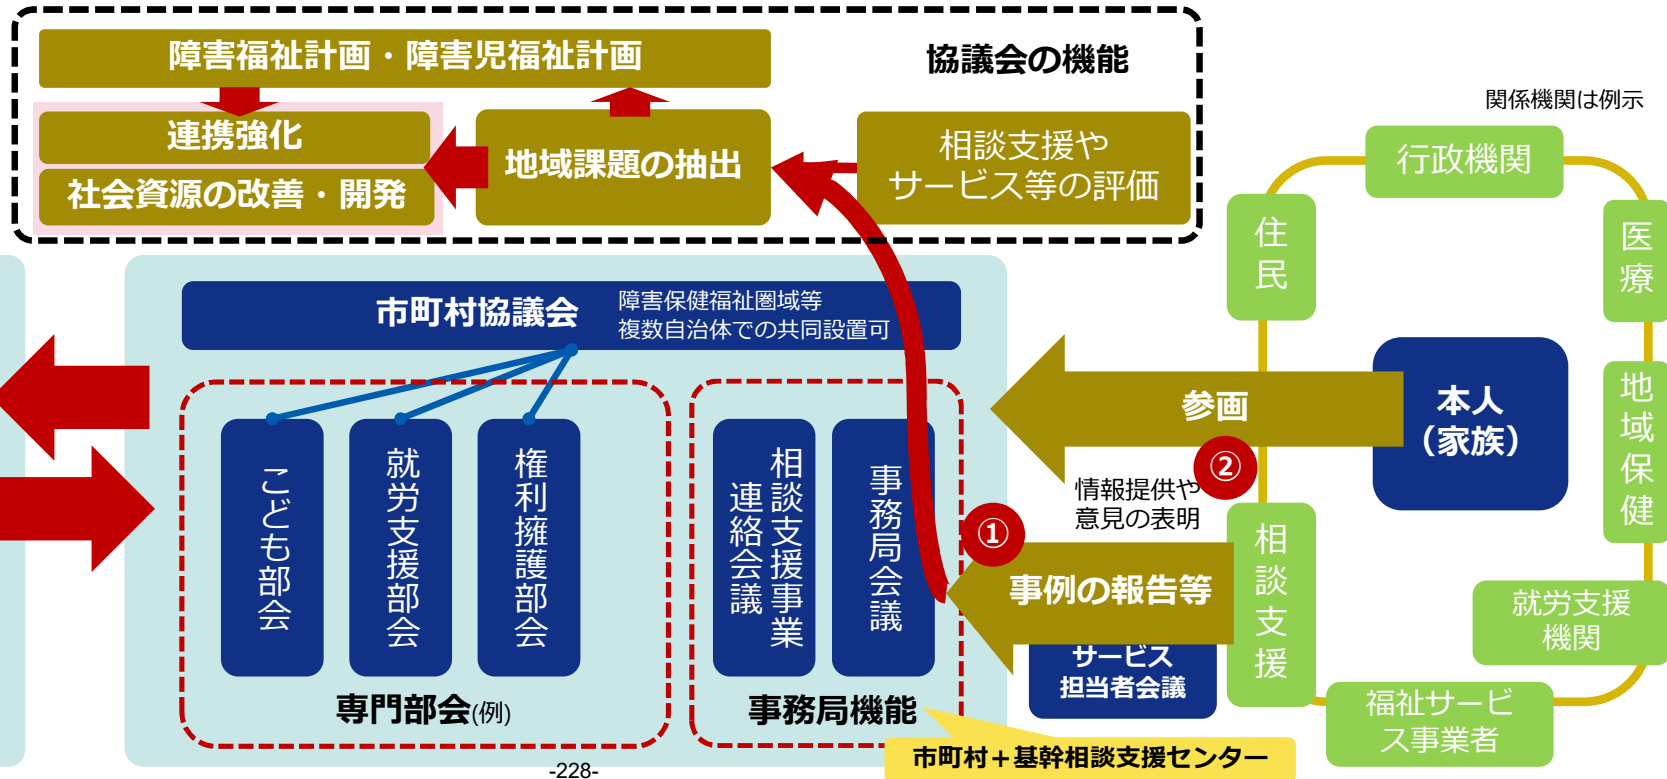 障害福祉計画・障害児福祉計画
協議会の機能
連携強化
社会資源の改善・開発
地域課題の抽出
相談支援や
サービス等の評価
関係機関は例示
行政機関
住民
医療
地域保健
就労支援
機関
福祉サービ
ス事業者
相談支援
本人
（家族）
市町村協議会
障害保健福祉圏域等
複数自治体での共同設置可
こども部会
就労支援部会
権利擁護部会
専門部会(例)
相談支援事業
連絡会議
事務局会議
事務局機能
参画
②
情報提供や
意見の表明
①
事例の報告等
サービス
担当者会議
市町村＋基幹相談支援センター
-228-